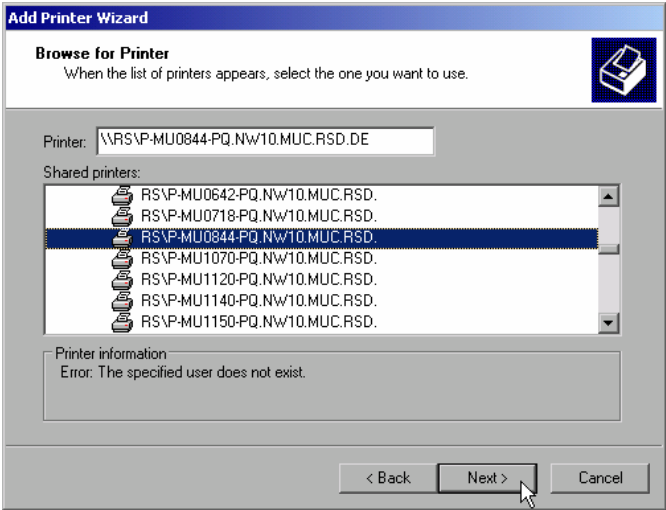 Add Printer Wizard
Browse for Printer
When the list of printers appears, select the one you want to use.
Printer: \\RS\P-MU0844-PQ.NW10.MUC.RSD.DE
Shared printers:
RS\P-MU0642-PQ.NW10.MUC.RSD.
RS\P-MU0718-PQ.NW10.MUC.RSD.
RS\P-MU0844-PQ.NW10.MUC.RSD.
RS\P-MU1070-PQ.NW10.MUC.RSD.
RS\P-MU1120-PQ.NW10.MUC.RSD.
RS\P-MU1140-PQ.NW10.MUC.RSD.
RS\P-MU1150-PQ.NW10.MUC.RSD.
Printer information
Error: The specified user does not exist.
< Back Next > Cancel